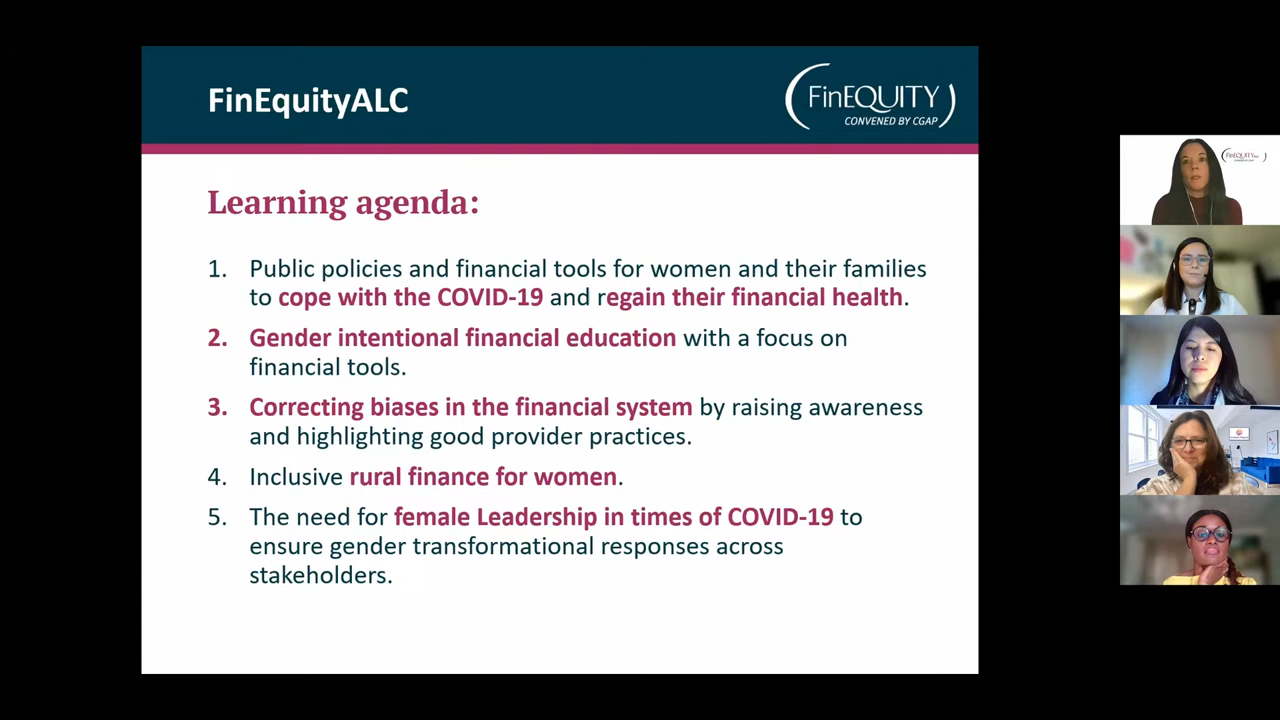 FinEquityALC
FinEQUITY
CONVENED BY CGAP
Learning agenda:
1. Public policies and financial tools for women and their families
to cope with the COVID-19 and regain their financial health.
2. Gender intentional financial education with a focus on
financial tools.
3. Correcting biases in the financial system by raising awareness
and highlighting good provider practices.
4. Inclusive rural finance for women.
5. The need for female Leadership in times of COVID-19 to
ensure gender transformational responses across
stakeholders.
FinEQUITY